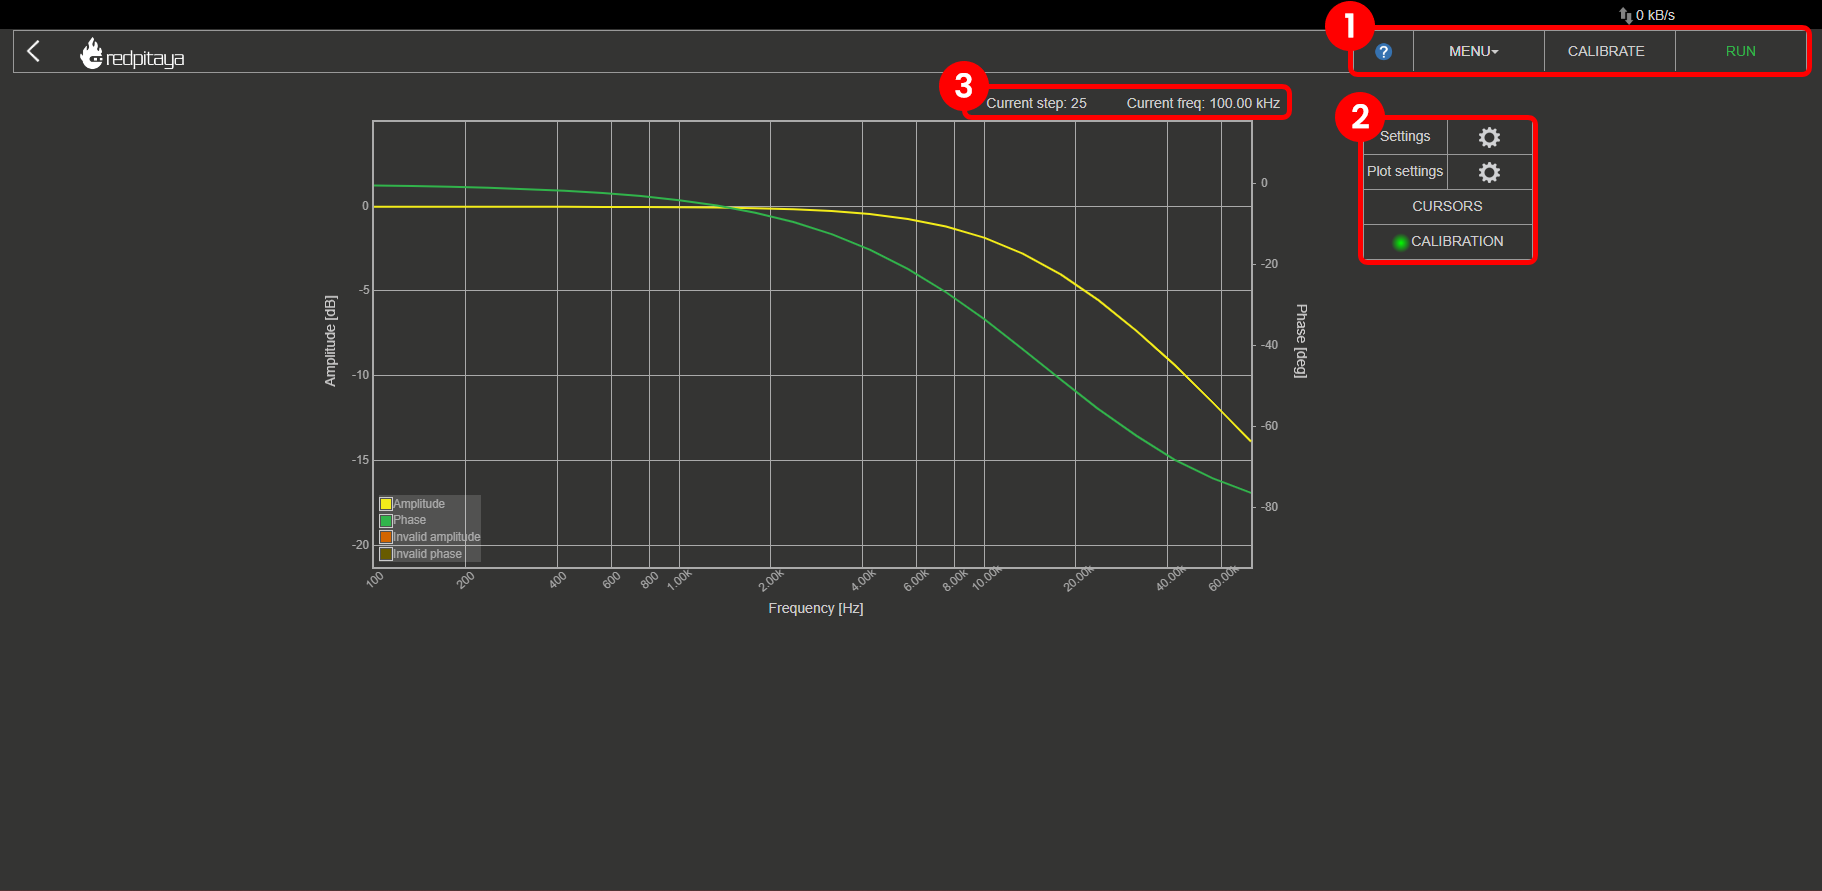 0 kB/s
1
redpitaya
?
MENU
CALIBRATE
RUN
3
Current step: 25
Current freq: 100.00 kHz
2
Settings
Plot settings
CURSORS
CALIBRATION
0
-5
-10
-15
-20
Amplitude [dB]
0
-20
-40
-60
-80
Phase [deg]
Amplitude
Phase
Invalid amplitude
Invalid phase
100
200
400
600
800
1.00k
2.00k
4.00k
6.00k
8.00k
10.00k
20.00k
40.00k
60.00k
Frequency [Hz]